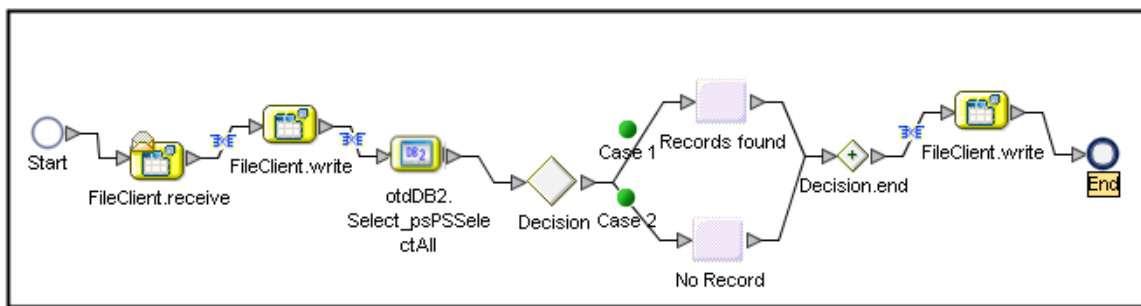 Start
FileClient.receive
FileClient.write
DB2
otdDB2.
Select_psPSSele
ctAll
Decision
Case 1
Case 2
Records found
No Record
Decision.end
FileClient.write
End